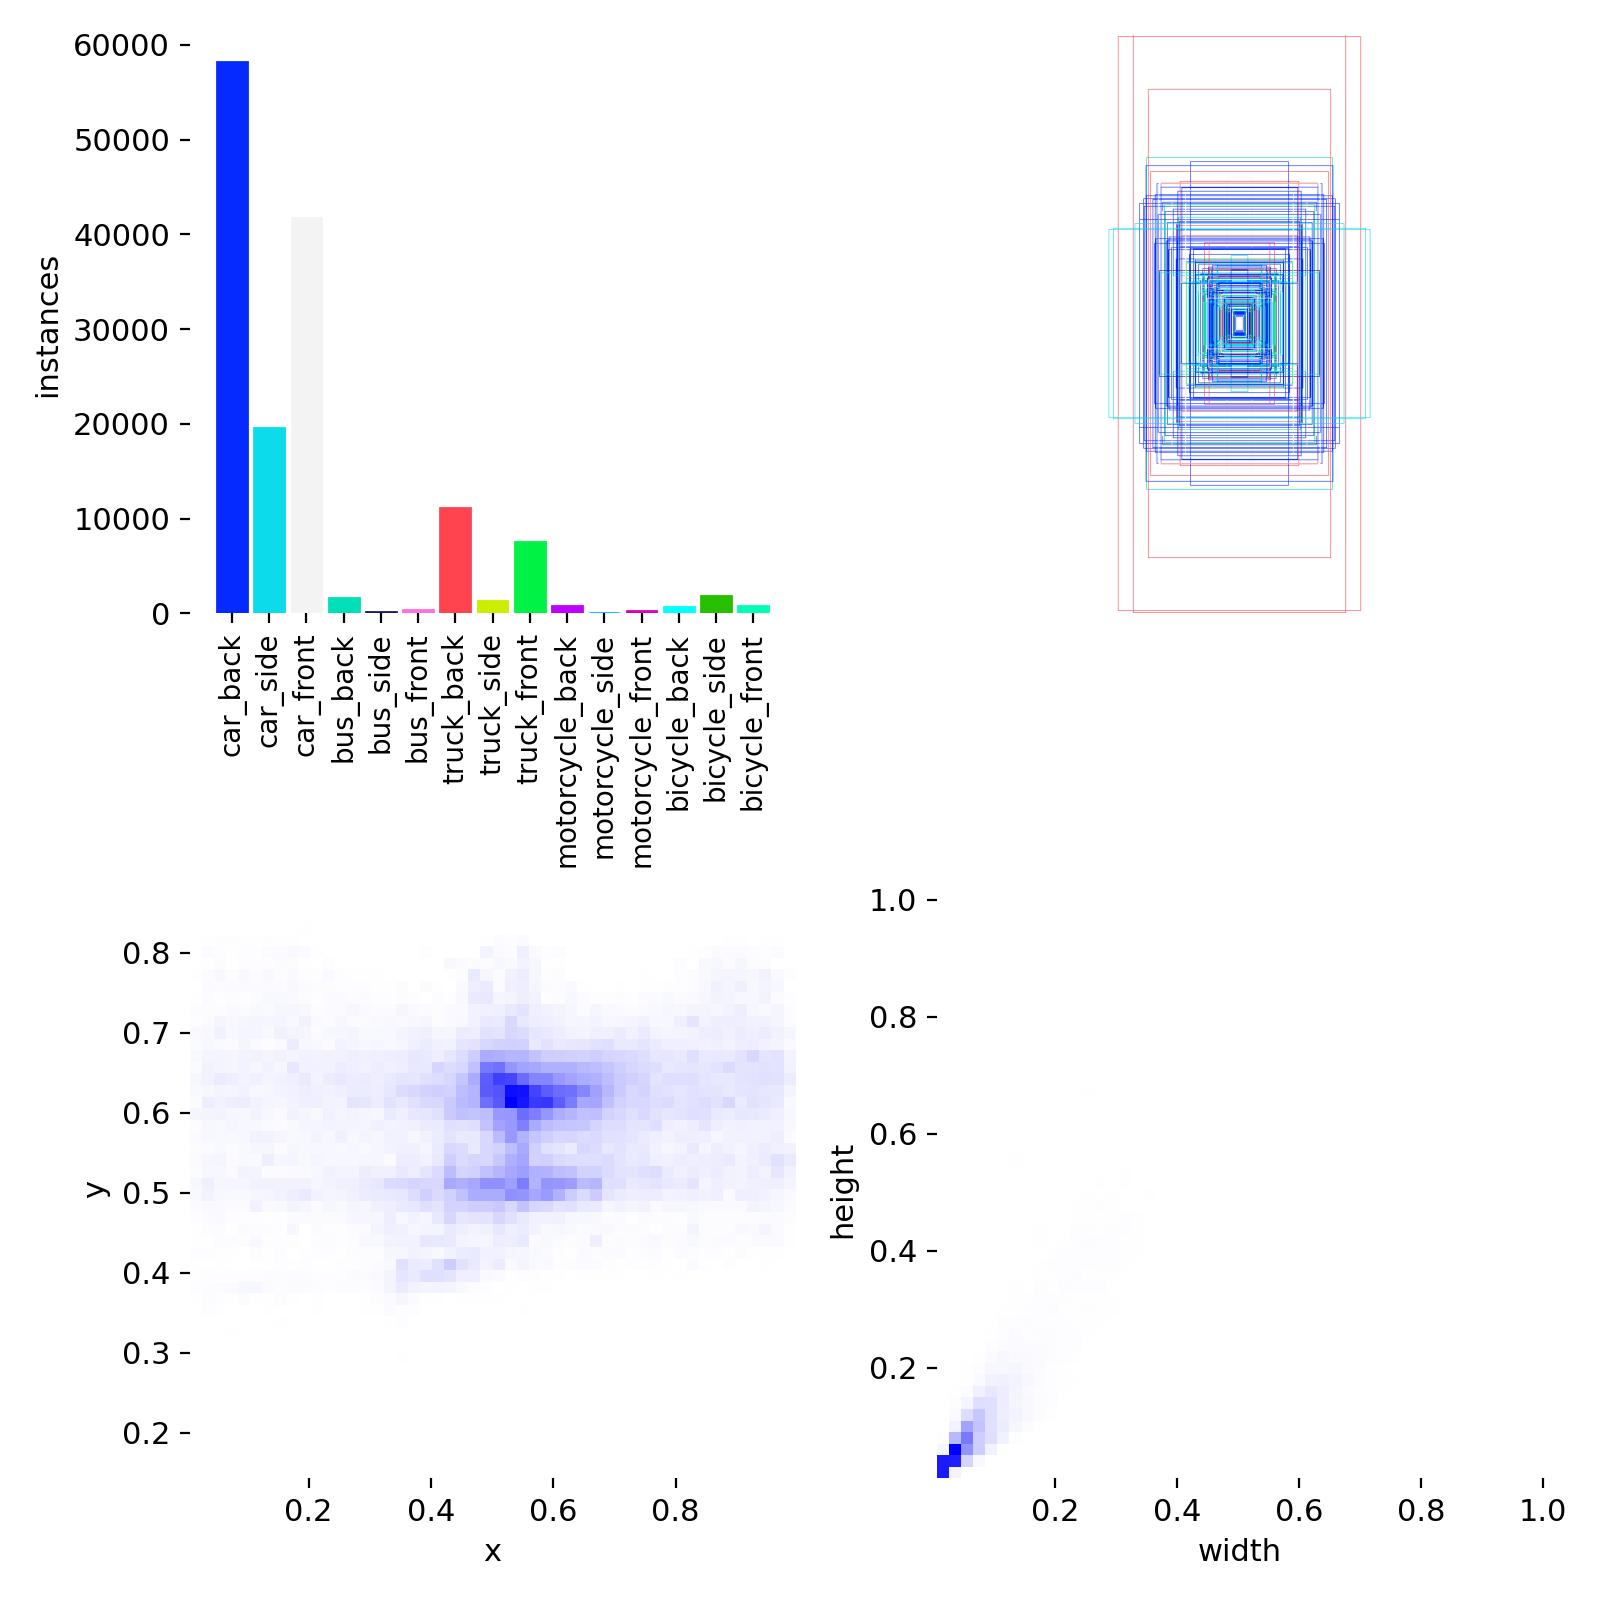 60000
50000
40000
30000
20000
10000
0
instances
car_back
car_side
car_front
bus_back
bus_side
bus_front
truck_back
truck_side
truck_front
motorcycle_back
motorcycle_side
motorcycle_front
bicycle_back
bicycle_side
bicycle_front
0.8
0.7
0.6
0.5
0.4
0.3
0.2
y
0.2 0.4 0.6 0.8
x
1.0
0.8
0.6
0.4
0.2
height
0.2 0.4 0.6 0.8 1.0
width